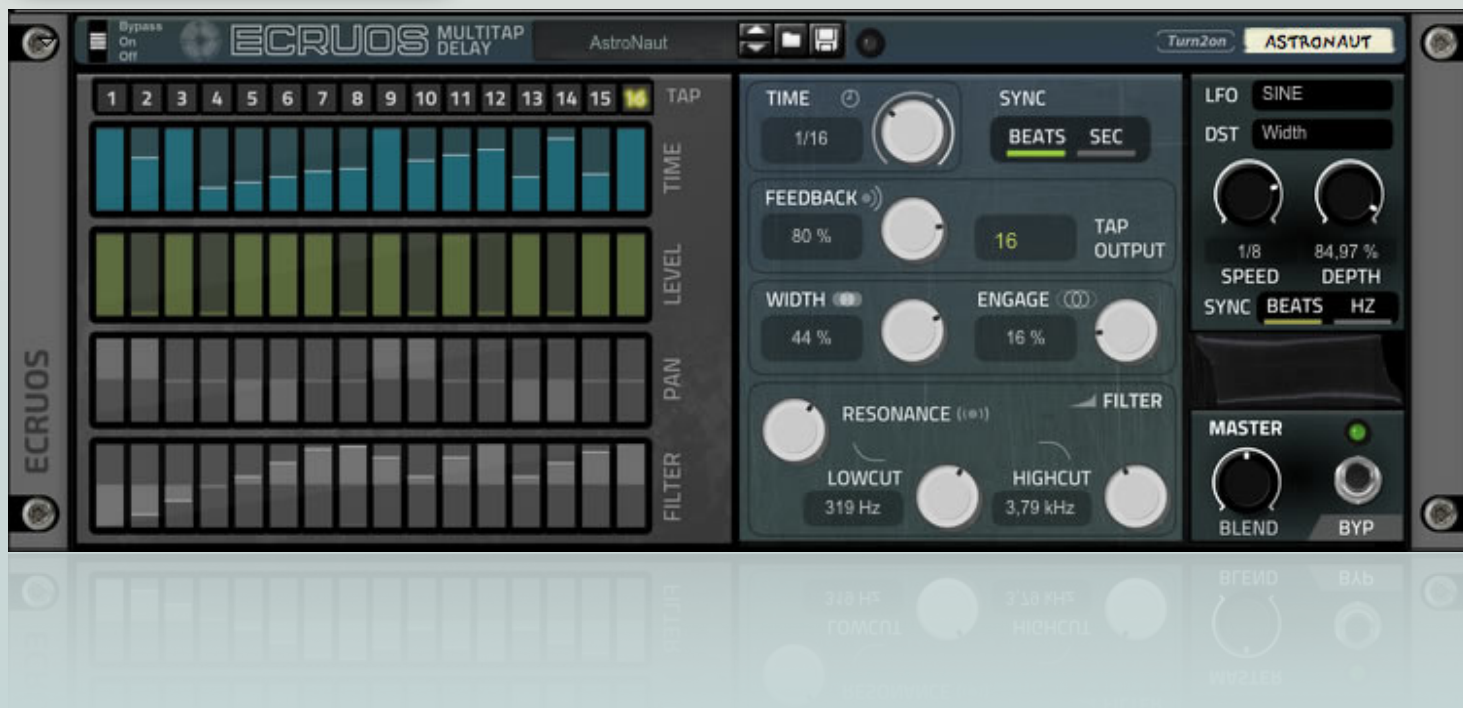 Bypass
On
Off
ECRUOS MULTITAP DELAY
AstroNaut
Turn2on
ASTRONAUT
1 2 3 4 5 6 7 8 9 10 11 12 13 14 15 16 TAP
TIME
LEVEL
PAN
FILTER
ECRUOS
TIME
1/16
SYNC
BEATS SEC
FEEDBACK
80 %
16
TAP OUTPUT
WIDTH
44 %
ENGAGE
16 %
FILTER
RESONANCE
LOWCUT
319 Hz
HIGHCUT
3,79 kHz
LFO SINE
DST Width
1/8 84,97 %
SPEED DEPTH
SYNC BEATS HZ
MASTER
BLEND BYP